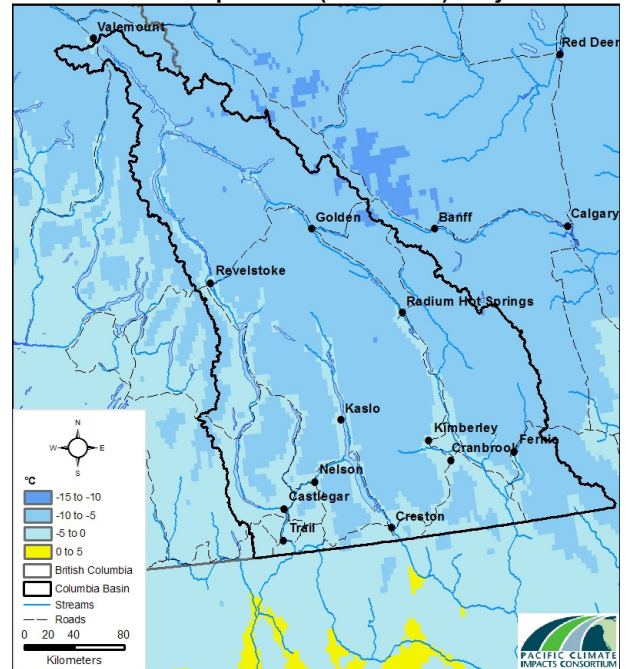 Valemount
Red Deer
Golden
Banff
Calgary
Revelstoke
Radium Hot Springs
Kaslo
Kimberley
Cranbrook
Fernie
Nelson
Castlegar
Creston
Trail
N
W
E
S
°C
-15 to -10
-10 to -5
-5 to 0
0 to 5
British Columbia
Columbia Basin
Streams
Roads
0 20 40 80
Kilometers
PACIFIC CLIMATE
IMPACTS CONSORTIUM